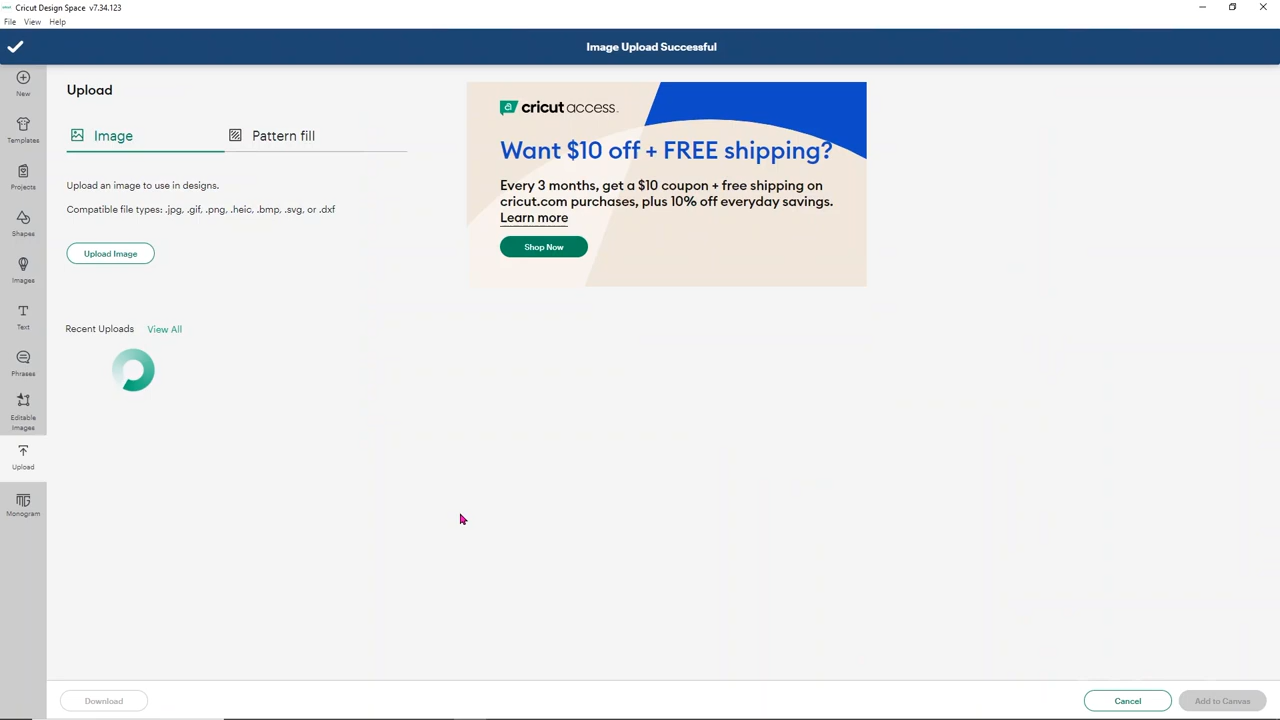 Cricut Design Space v7.34.123
File View Help
Image Upload Successful
New
Templates
Projects
Shapes
Images
Text
Phrases
Editable
Images
Upload
Monogram
Upload
Image
Pattern fill
Upload an image to use in designs.
Compatible file types: .jpg, .gif, .png, .heic, .bmp, .svg, or .dxf
Upload Image
Recent Uploads View All
cricut access
Want $10 off + FREE shipping?
Every 3 months, get a $10 coupon + free shipping on
cricut.com purchases, plus 10% off everyday savings.
Learn more
Shop Now
Download
Cancel
Add to Canvas